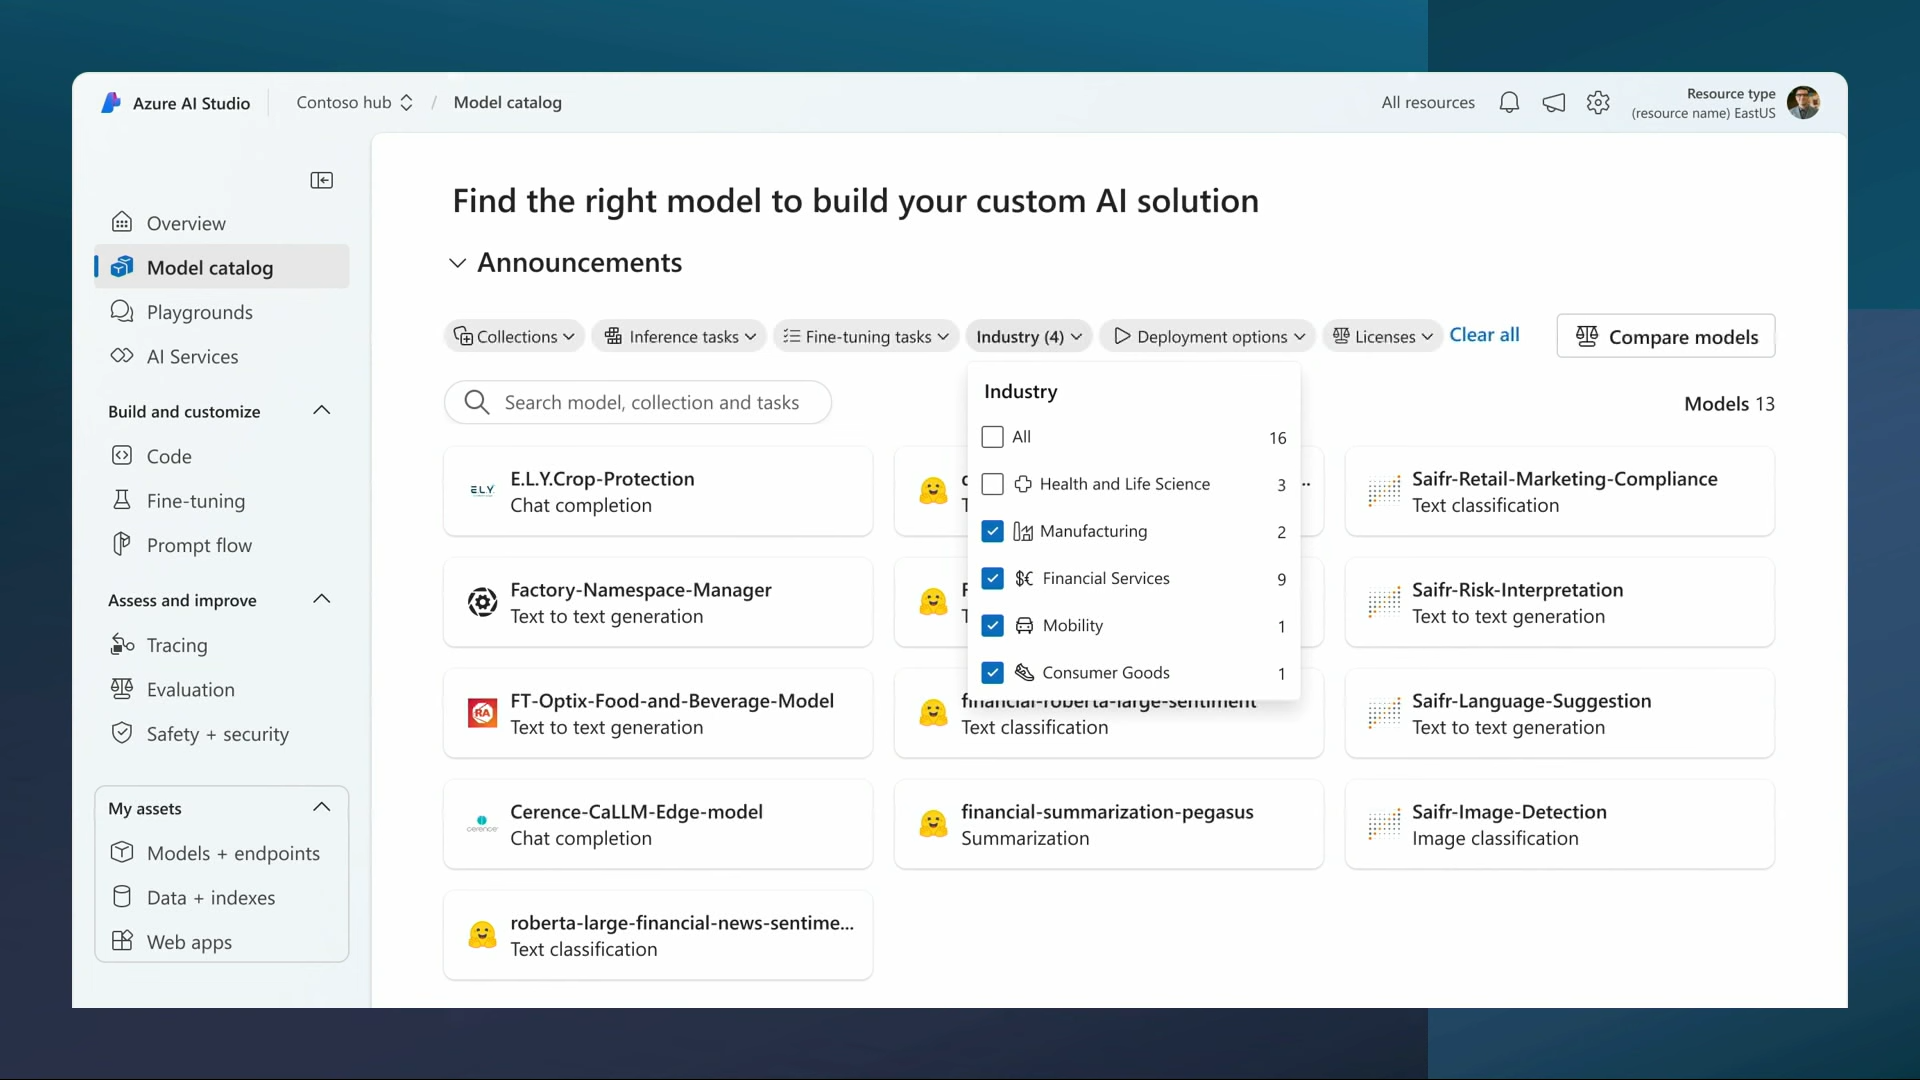 Azure AI Studio
Contoso hub / Model catalog
All resources
Resource type
(resource name) EastUS
Overview
Model catalog
Playgrounds
AI Services
Build and customize
Code
Fine-tuning
Prompt flow
Assess and improve
Tracing
Evaluation
Safety + security
My assets
Models + endpoints
Data + indexes
Web apps
Find the right model to build your custom AI solution
Announcements
Collections
Inference tasks
Fine-tuning tasks
Industry (4)
Deployment options
Licenses
Clear all
Compare models
Search model, collection and tasks
Models 13
Industry
All 16
Health and Life Science 3
Manufacturing 2
$€ Financial Services 9
Mobility 1
Consumer Goods 1
ELY
E.L.Y.Crop-Protection
Chat completion
Saifr-Retail-Marketing-Compliance
Text classification
Factory-Namespace-Manager
Text to text generation
Saifr-Risk-Interpretation
Text to text generation
RA
FT-Optix-Food-and-Beverage-Model
Text to text generation
financial-roberta-large-sentiment
Text classification
Saifr-Language-Suggestion
Text to text generation
cerence
Cerence-CaLLM-Edge-model
Chat completion
financial-summarization-pegasus
Summarization
Saifr-Image-Detection
Image classification
roberta-large-financial-news-sentime...
Text classification